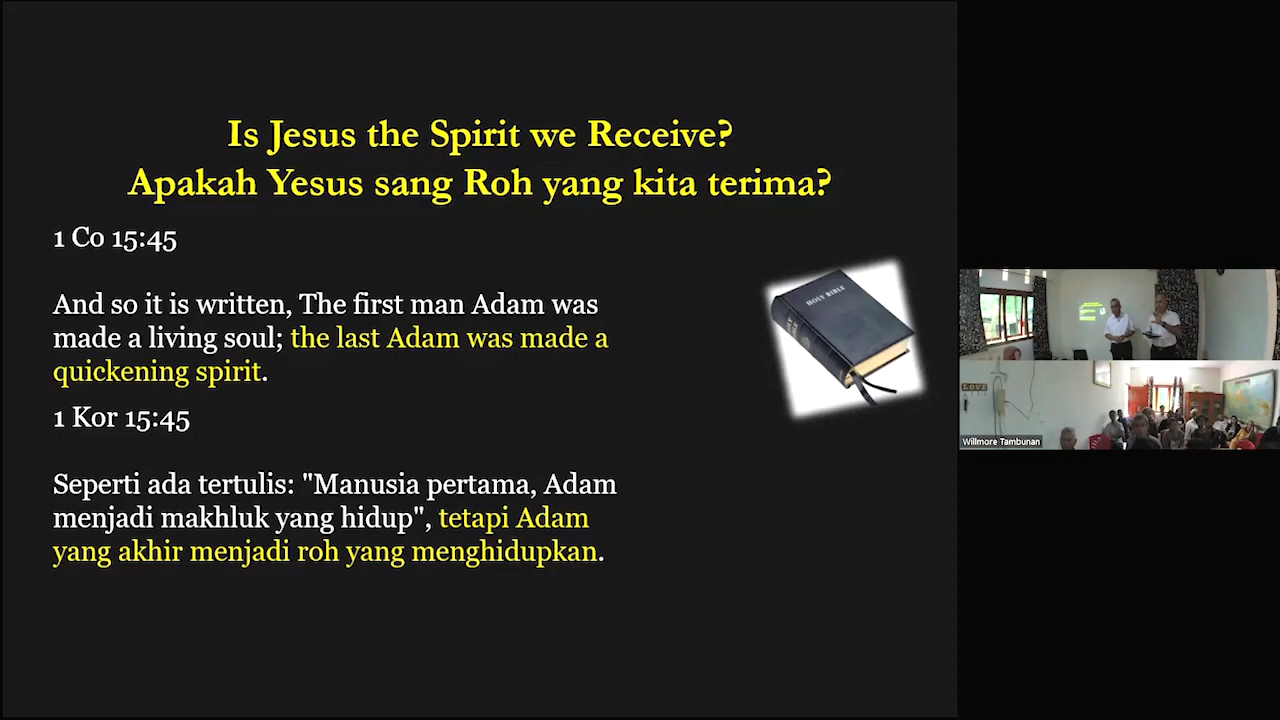 Is Jesus the Spirit we Receive?
Apakah Yesus sang Roh yang kita terima?
1 Co 15:45
And so it is written, The first man Adam was
made a living soul; the last Adam was made a
quickening spirit.
1 Kor 15:45
Seperti ada tertulis: "Manusia pertama, Adam
menjadi makhluk yang hidup", tetapi Adam
yang akhir menjadi roh yang menghidupkan.
HOLY BIBLE
LOVE
Willmore Tambunan